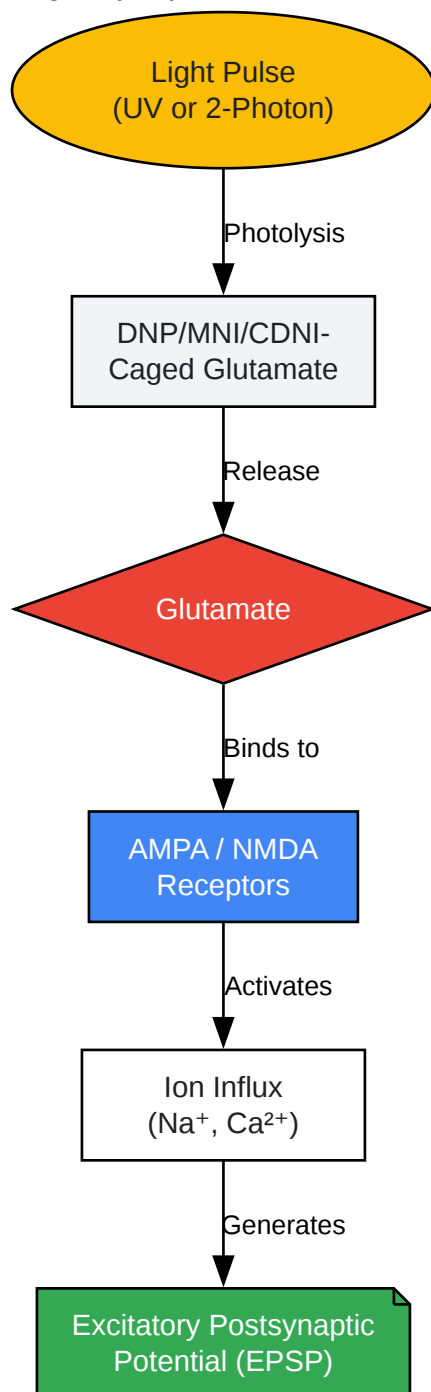 Light Pulse
(UV or 2-Photon)
Photolysis
DNP/MNI/CDNI-
Caged Glutamate
Release
Glutamate
Binds to
AMPA / NMDA
Receptors
Activates
Ion Influx
(Na⁺, Ca²⁺)
Generates
Excitatory Postsynaptic
Potential (EPSP)